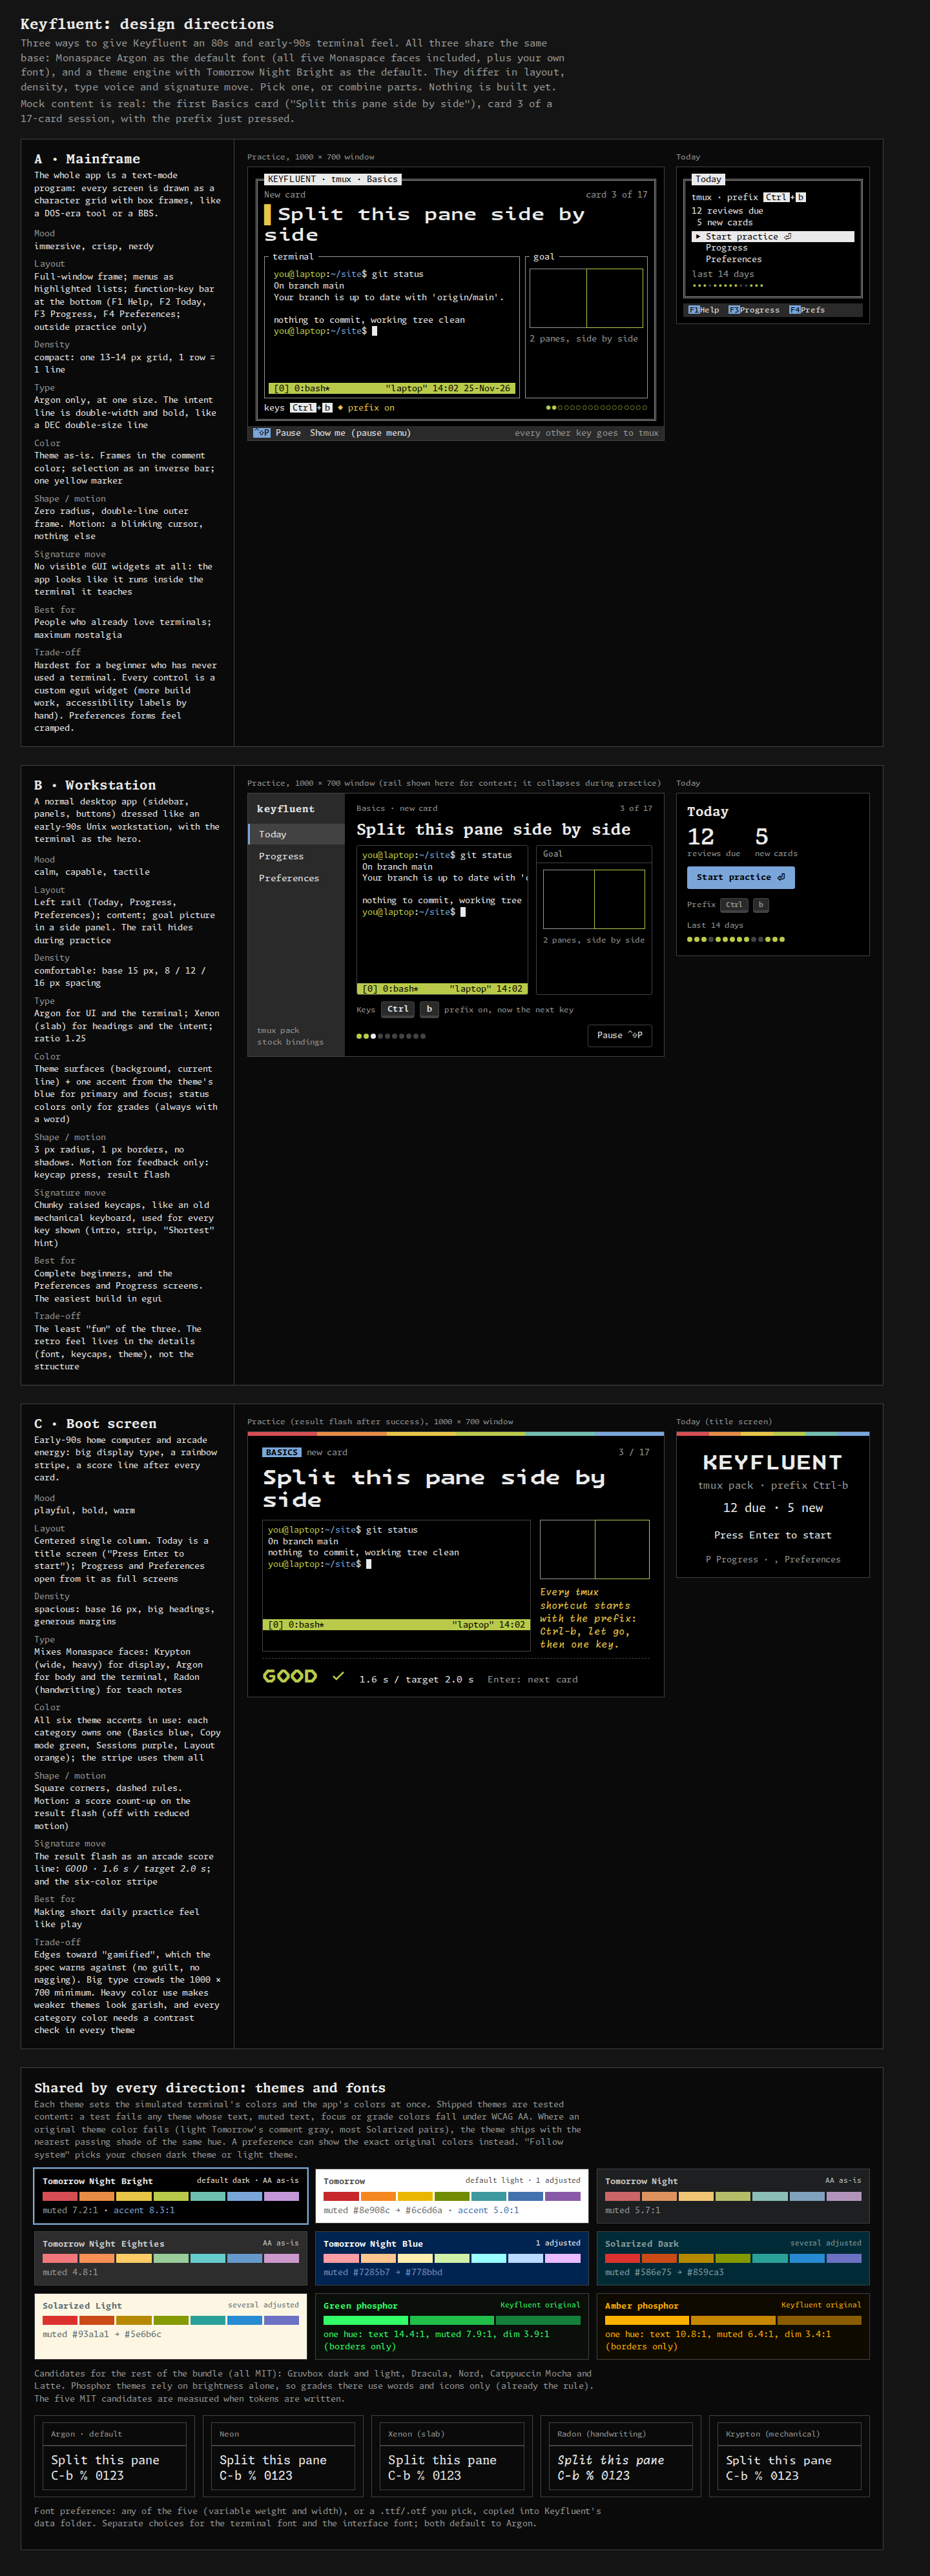 Keyfluent: design directions
Three ways to give Keyfluent an 80s and early-90s terminal feel. All three share the same
base: Monaspace Argon as the default font (all five Monaspace faces included, plus your own
font), and a theme engine with Tomorrow Night Bright as the default. They differ in layout,
density, type voice and signature move. Pick one, or combine parts. Nothing is built yet.
Mock content is real: the first Basics card ("Split this pane side by side"), card 3 of a
17-card session, with the prefix just pressed.
A · Mainframe
The whole app is a text-mode
program: every screen is drawn as a
character grid with box frames, like
a DOS-era tool or a BBS.
Mood
immersive, crisp, nerdy
Layout
Full-window frame; menus as
highlighted lists; function-key bar
at the bottom (F1 Help, F2 Today,
F3 Progress, F4 Preferences;
outside practice only)
Density
compact: one 13–14 px grid, 1 row =
1 line
Type
Argon only, at one size. The intent
line is double-width and bold, like
a DEC double-size line
Color
Theme as-is. Frames in the comment
color; selection as an inverse bar;
one yellow marker
Shape / motion
Zero radius, double-line outer
frame. Motion: a blinking cursor,
nothing else
Signature move
No visible GUI widgets at all: the
app looks like it runs inside the
terminal it teaches
Best for
People who already love terminals;
maximum nostalgia
Trade-off
Hardest for a beginner who has never
used a terminal. Every control is a
custom egui widget (more build
work, accessibility labels by
hand). Preferences forms feel
cramped.
Practice, 1000 × 700 window
KEYFLUENT · tmux · Basics
New card card 3 of 17
Split this pane side by
side
terminal
you@laptop:~/site$ git status
On branch main
Your branch is up to date with 'origin/main'.
nothing to commit, working tree clean
you@laptop:~/site$
[0] 0:bash* "laptop" 14:02 25-Nov-26
goal
2 panes, side by side
keys Ctrl+b ◆ prefix on ●●○○○○○○○○○○○○○○○
^⇧P Pause Show me (pause menu) every other key goes to tmux
Today
Today
tmux · prefix Ctrl+b
12 reviews due
5 new cards
▶ Start practice ⏎
Progress
Preferences
last 14 days
F1Help F3Progress F4Prefs
B · Workstation
A normal desktop app (sidebar,
panels, buttons) dressed like an
early-90s Unix workstation, with the
terminal as the hero.
Mood
calm, capable, tactile
Layout
Left rail (Today, Progress,
Preferences); content; goal picture
in a side panel. The rail hides
during practice
Density
comfortable: base 15 px, 8 / 12 /
16 px spacing
Type
Argon for UI and the terminal; Xenon
(slab) for headings and the intent;
ratio 1.25
Color
Theme surfaces (background, current
line) + one accent from the theme's
blue for primary and focus; status
colors only for grades (always with
a word)
Shape / motion
3 px radius, 1 px borders, no
shadows. Motion for feedback only:
keycap press, result flash
Signature move
Chunky raised keycaps, like an old
mechanical keyboard, used for every
key shown (intro, strip, "Shortest"
hint)
Best for
Complete beginners, and the
Preferences and Progress screens.
The easiest build in egui
Trade-off
The least "fun" of the three. The
retro feel lives in the details
(font, keycaps, theme), not the
structure
Practice, 1000 × 700 window (rail shown here for context; it collapses during practice)
keyfluent
Today
Progress
Preferences
tmux pack
stock bindings
Basics · new card 3 of 17
Split this pane side by side
you@laptop:~/site$ git status
On branch main
Your branch is up to date with '
nothing to commit, working tree
you@laptop:~/site$
[0] 0:bash* "laptop" 14:02
Goal
2 panes, side by side
Keys Ctrl b prefix on, now the next key
Pause ^⇧P
Today
Today
12 5
reviews due new cards
Start practice ⏎
Prefix Ctrl b
Last 14 days
C · Boot screen
Early-90s home computer and arcade
energy: big display type, a rainbow
stripe, a score line after every
card.
Mood
playful, bold, warm
Layout
Centered single column. Today is a
title screen ("Press Enter to
start"); Progress and Preferences
open from it as full screens
Density
spacious: base 16 px, big headings,
generous margins
Type
Mixes Monaspace faces: Krypton
(wide, heavy) for display, Argon
for body and the terminal, Radon
(handwriting) for teach notes
Color
All six theme accents in use: each
category owns one (Basics blue, Copy
mode green, Sessions purple, Layout
orange); the stripe uses them all
Shape / motion
Square corners, dashed rules.
Motion: a score count-up on the
result flash (off with reduced
motion)
Signature move
The result flash as an arcade score
line: GOOD · 1.6 s / target 2.0 s;
and the six-color stripe
Best for
Making short daily practice feel
like play
Trade-off
Edges toward "gamified", which the
spec warns against (no guilt, no
nagging). Big type crowds the 1000 ×
700 minimum. Heavy color use makes
weaker themes look garish, and every
category color needs a contrast
check in every theme
Practice (result flash after success), 1000 × 700 window
BASICS new card 3 / 17
Split this pane side by
side
you@laptop:~/site$ git status
On branch main
nothing to commit, working tree clean
you@laptop:~/site$
[0] 0:bash* "laptop" 14:02
Every tmux
shortcut starts
with the prefix:
Ctrl-b, let go,
then one key.
GOOD ✓ 1.6 s / target 2.0 s Enter: next card
Today (title screen)
KEYFLUENT
tmux pack · prefix Ctrl-b
12 due · 5 new
Press Enter to start
P Progress · , Preferences
Shared by every direction: themes and fonts
Each theme sets the simulated terminal's colors and the app's colors at once. Shipped themes are tested
content: a test fails any theme whose text, muted text, focus or grade colors fall under WCAG AA. Where an
original theme color fails (light Tomorrow's comment gray, most Solarized pairs), the theme ships with the
nearest passing shade of the same hue. A preference can show the exact original colors instead. "Follow
system" picks your chosen dark theme or light theme.
Tomorrow Night Bright default dark · AA as-is
muted 7.2:1 · accent 8.3:1
Tomorrow default light · 1 adjusted
muted #8e908c → #6c6d6a · accent 5.0:1
Tomorrow Night AA as-is
muted 5.7:1
Tomorrow Night Eighties AA as-is
muted 4.8:1
Tomorrow Night Blue 1 adjusted
muted #7285b7 → #778bbd
Solarized Dark several adjusted
muted #586e75 → #859ca3
Solarized Light several adjusted
muted #93a1a1 → #5e6b6c
Green phosphor Keyfluent original
one hue: text 14.4:1, muted 7.9:1, dim 3.9:1
(borders only)
Amber phosphor Keyfluent original
one hue: text 10.8:1, muted 6.4:1, dim 3.4:1
(borders only)
Candidates for the rest of the bundle (all MIT): Gruvbox dark and light, Dracula, Nord, Catppuccin Mocha and
Latte. Phosphor themes rely on brightness alone, so grades there use words and icons only (already the rule).
The five MIT candidates are measured when tokens are written.
Argon · default
Split this pane
C-b % 0123
Neon
Split this pane
C-b % 0123
Xenon (slab)
Split this pane
C-b % 0123
Radon (handwriting)
Split this pane
C-b % 0123
Krypton (mechanical)
Split this pane
C-b % 0123
Font preference: any of the five (variable weight and width), or a .ttf/.otf you pick, copied into Keyfluent's
data folder. Separate choices for the terminal font and the interface font; both default to Argon.